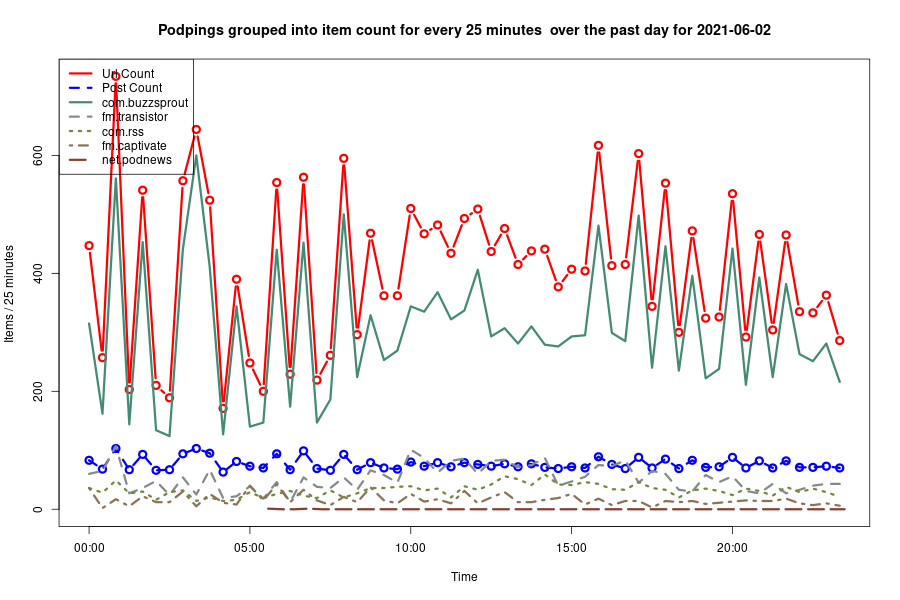 Podpings grouped into item count for every 25 minutes  over the past day for 2021-06-02
Url Count
Post Count
com.buzzsprout
fm.transistor
com.rss
fm.captivate
net.podnews
Items / 25 minutes
600
400
200
0
00:00 05:00 10:00 15:00 20:00
Time